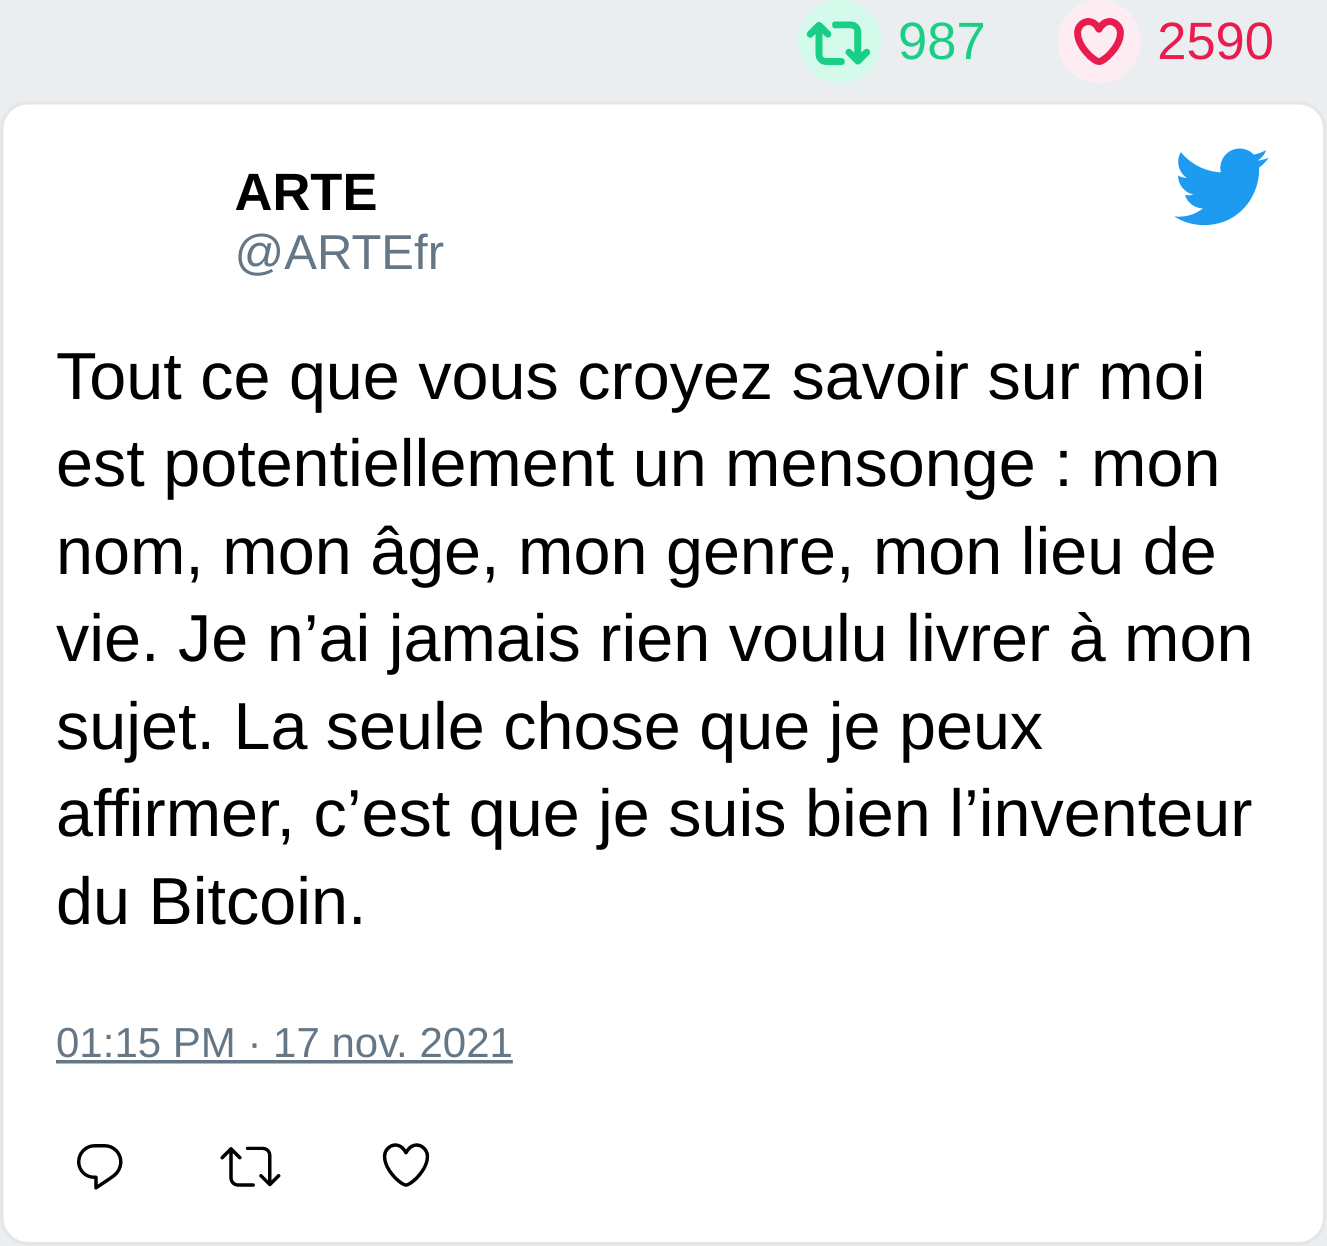 987 2590
ARTE
@ARTEfr
Tout ce que vous croyez savoir sur moi
est potentiellement un mensonge : mon
nom, mon âge, mon genre, mon lieu de
vie. Je n’ai jamais rien voulu livrer à mon
sujet. La seule chose que je peux
affirmer, c’est que je suis bien l’inventeur
du Bitcoin.
01:15 PM · 17 nov. 2021